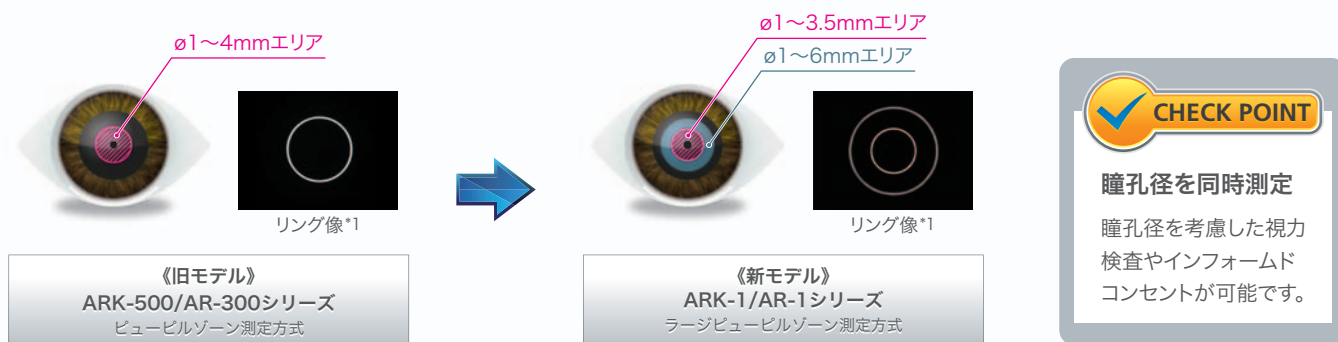 ø1～4mmエリア
リング像*1
《旧モデル》
ARK-500/AR-300シリーズ
ピューピルゾーン測定方式
ø1～3.5mmエリア
ø1～6mmエリア
リング像*1
《新モデル》
ARK-1/AR-1シリーズ
ラージピューピルゾーン測定方式
CHECK POINT
瞳孔径を同時測定
瞳孔径を考慮した視力
検査やインフォームド
コンセントが可能です。